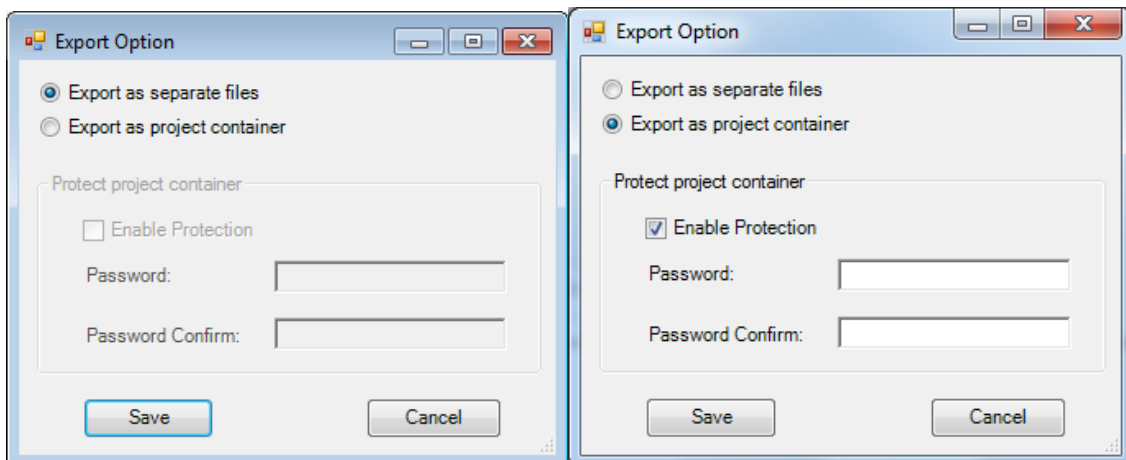 Export Option
Export as separate files
Export as project container
Protect project container
Enable Protection
Password:
Password Confirm:
Save Cancel
Export Option
Export as separate files
Export as project container
Protect project container
Enable Protection
Password:
Password Confirm:
Save Cancel